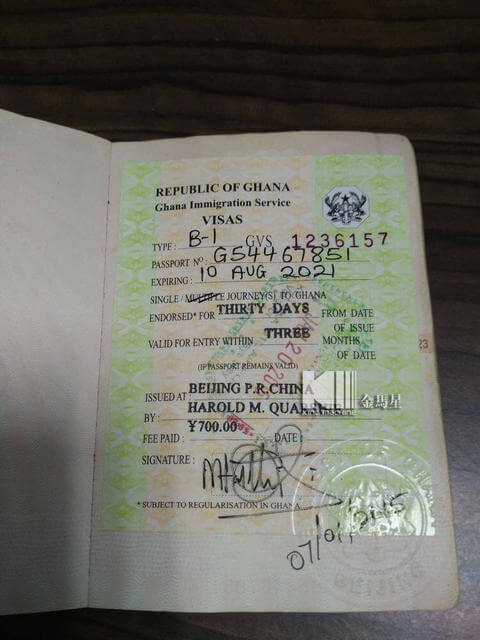 REPUBLIC OF GHANA
Ghana Immigration Service
VISAS
TYPE: B-1 GVS 1236157
PASSPORT Nº: G54467851
EXPIRING: 10 AUG 2021
SINGLE/MULTIPLE JOURNEY(S) TO GHANA
ENDORSED* FOR THIRTY DAYS FROM DATE
OF ISSUE
VALID FOR ENTRY WITHIN THREE MONTHS
OF DATE
(IF PASSPORT REMAINS VALID)
23
ISSUED AT: BEIJING P.R.CHINA
金馬星
BY: HAROLD M.
FEE PAID: ¥700.00 DATE:
SIGNATURE:
* SUBJECT TO REGULARISATION IN GHANA
BEIJING